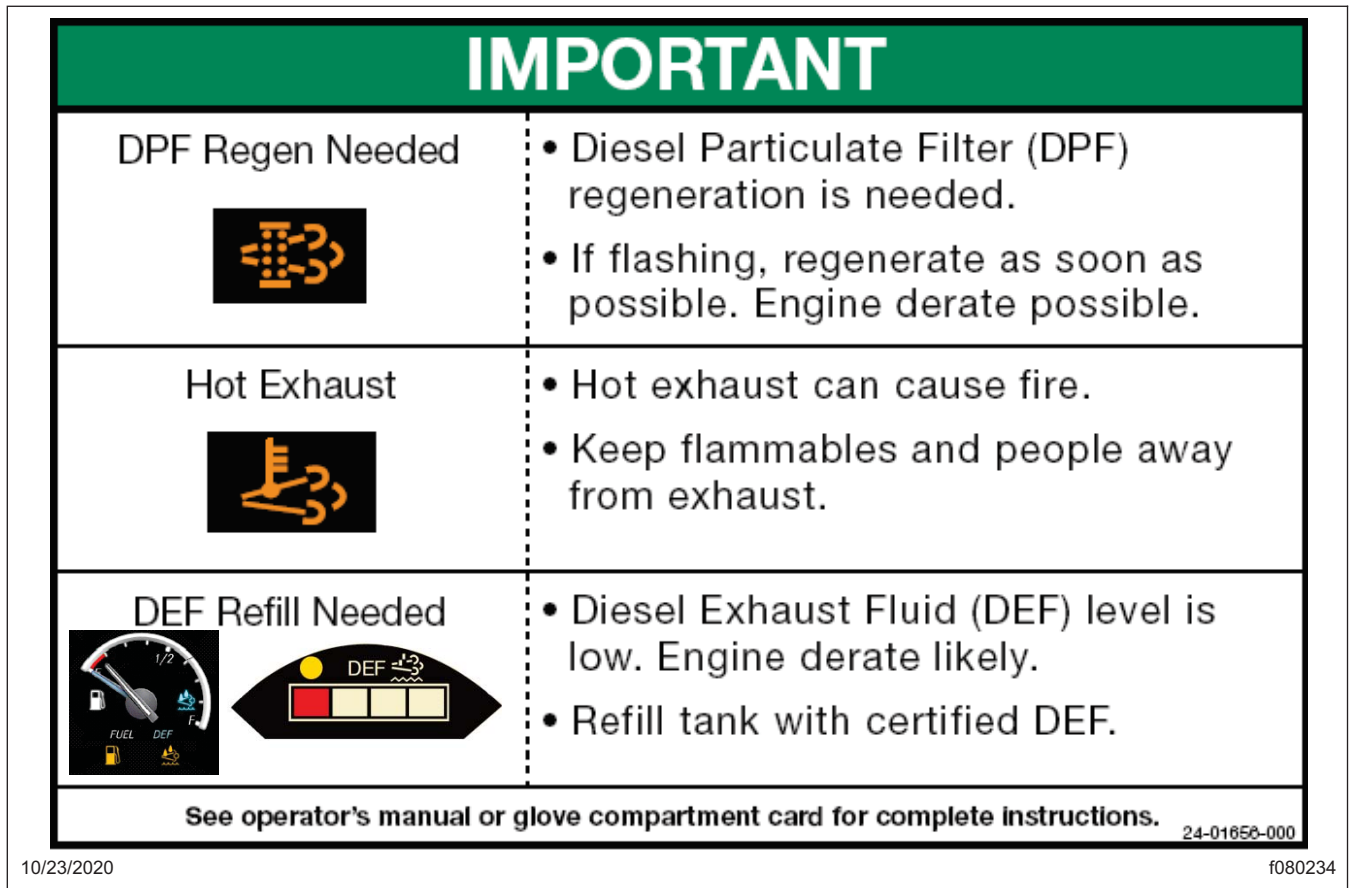 IMPORTANT
DPF Regen Needed
• Diesel Particulate Filter (DPF)
regeneration is needed.
• If flashing, regenerate as soon as
possible. Engine derate possible.
Hot Exhaust
• Hot exhaust can cause fire.
• Keep flammables and people away
from exhaust.
DEF Refill Needed
1/2
F
FUEL DEF
DEF
• Diesel Exhaust Fluid (DEF) level is
low. Engine derate likely.
• Refill tank with certified DEF.
See operator's manual or glove compartment card for complete instructions.
24-01656-000
10/23/2020
f080234